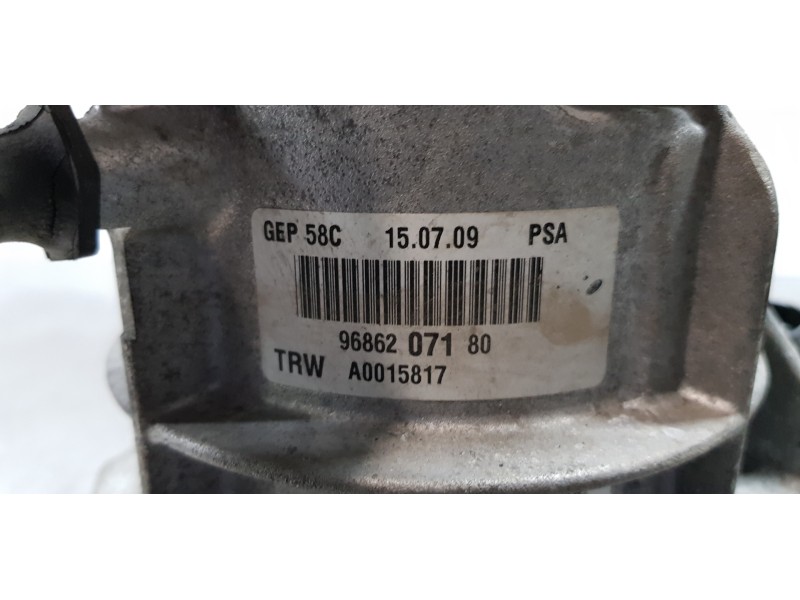 GEP 58C 15.07.09 PSA
96862 071 80
TRW A0015817